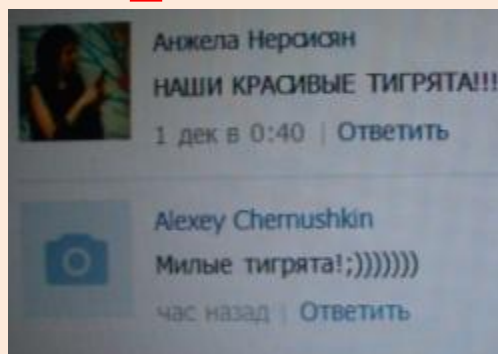 Анжела Нерсисян
НАШИ КРАСИВЫЕ ТИГРЯТА!!!
1 дек в 0:40 | Ответить
Alexey Chernushkin
Милые тигрята!;)))))))
час назад | Ответить